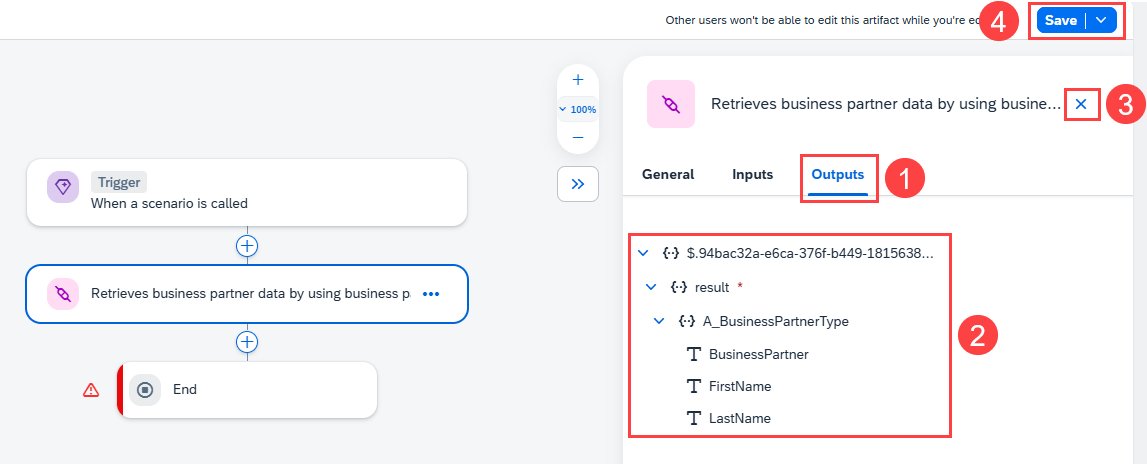 Other users won't be able to edit this artifact while you're e
4
Save
Retrieves business partner data by using busine...
3
100%
General
Inputs
Outputs
1
Trigger
When a scenario is called
$.94bac32a-e6ca-376f-b449-1815638...
result *
Retrieves business partner data by using business p
A_BusinessPartnerType
2
BusinessPartner
FirstName
End
LastName